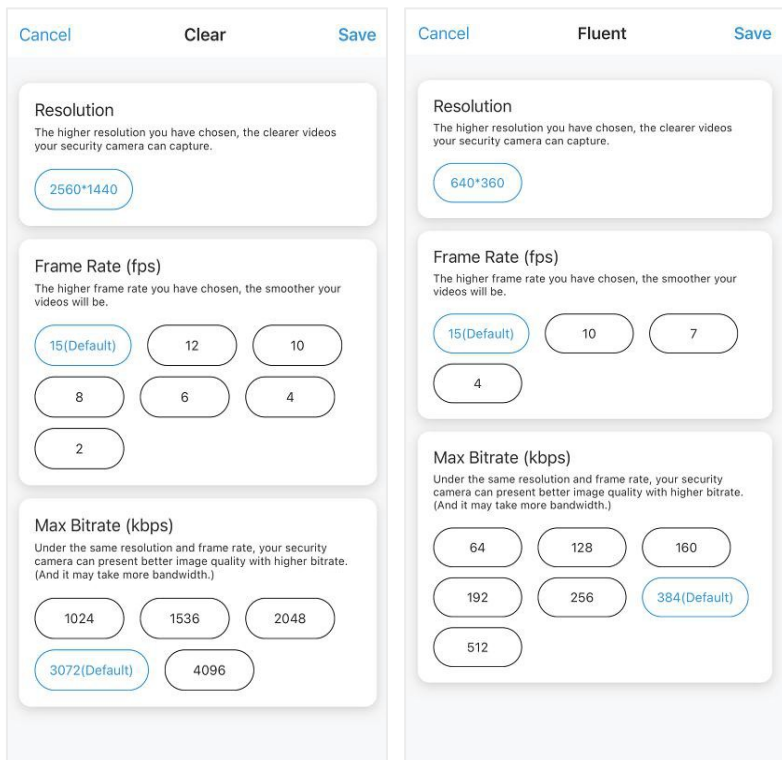 Cancel Clear Save
Resolution
The higher resolution you have chosen, the clearer videos
your security camera can capture.
2560*1440
Frame Rate (fps)
The higher frame rate you have chosen, the smoother your
videos will be.
15(Default) 12 10
8 6 4
2
Max Bitrate (kbps)
Under the same resolution and frame rate, your security
camera can present better image quality with higher bitrate.
(And it may take more bandwidth.)
1024 1536 2048
3072(Default) 4096
Cancel Fluent Save
Resolution
The higher resolution you have chosen, the clearer videos
your security camera can capture.
640*360
Frame Rate (fps)
The higher frame rate you have chosen, the smoother your
videos will be.
15(Default) 10 7
4
Max Bitrate (kbps)
Under the same resolution and frame rate, your security
camera can present better image quality with higher bitrate.
(And it may take more bandwidth.)
64 128 160
192 256 384(Default)
512